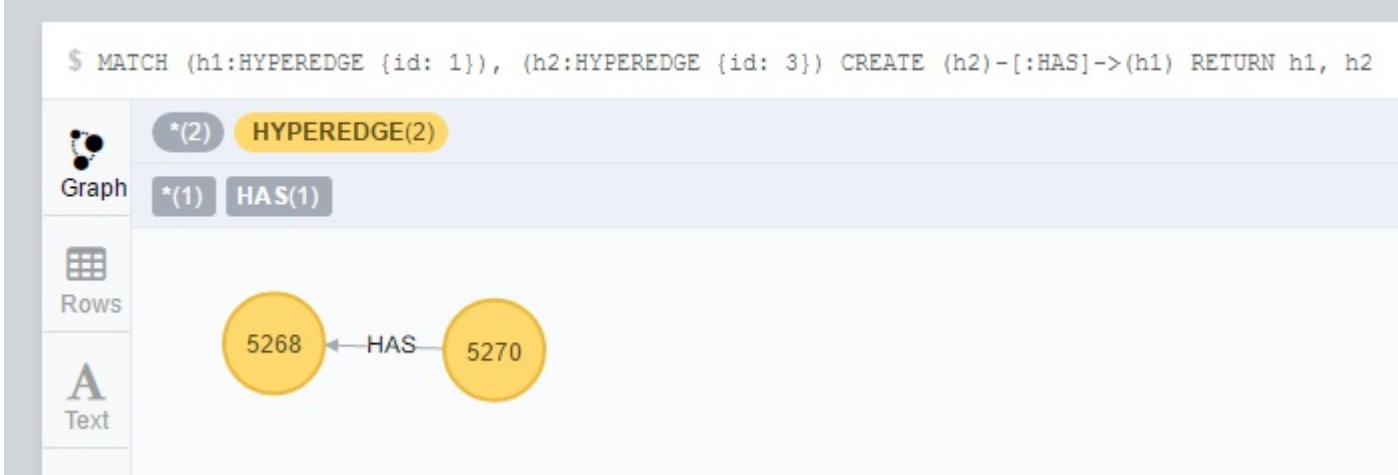 $ MATCH (h1:HYPEREDGE {id: 1}), (h2:HYPEREDGE {id: 3}) CREATE (h2)-[:HAS]->(h1) RETURN h1, h2
*(2) HYPEREDGE(2)
Graph
*(1) HAS(1)
Rows
5268 HAS 5270
A
Text